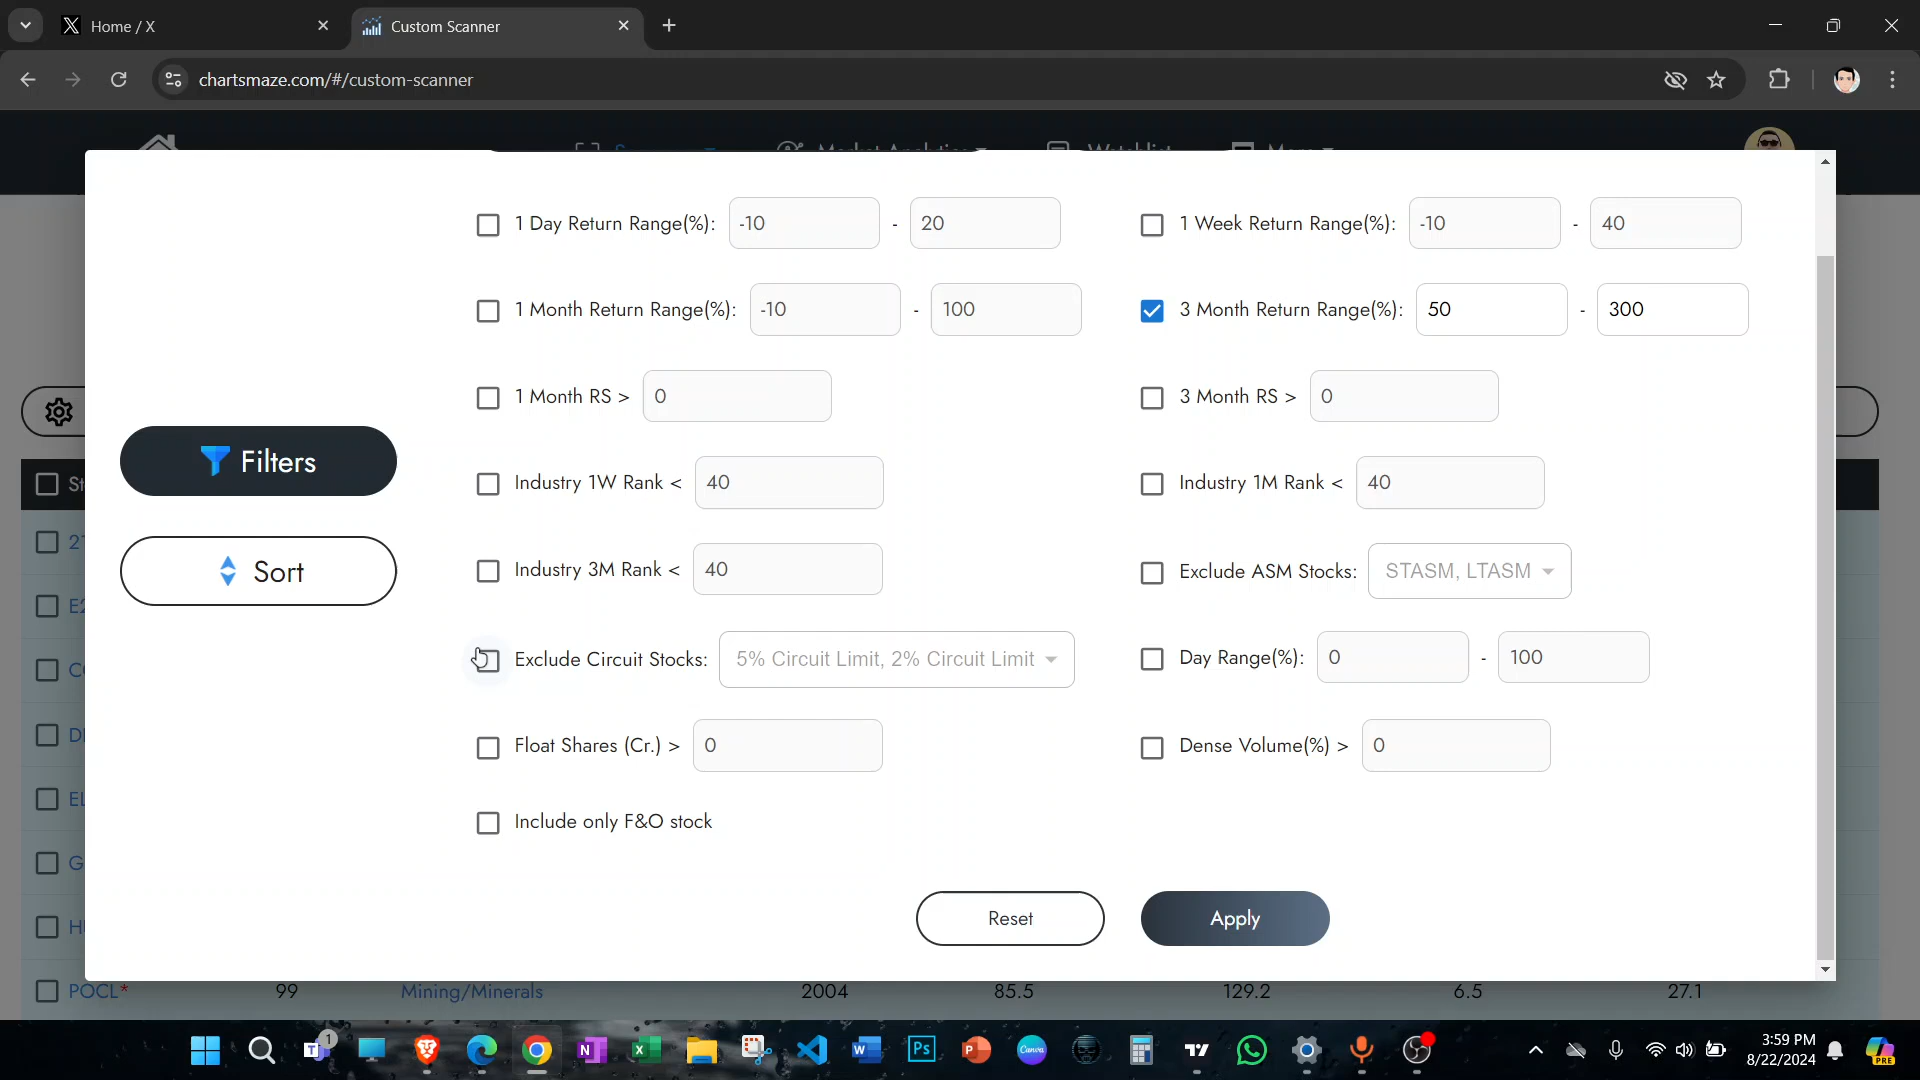 Home / X
Custom Scanner
chartsmaze.com/#/custom-scanner
Market Analytics
Watchlist
More
1 Day Return Range(%): -10 - 20
1 Week Return Range(%): -10 - 40
1 Month Return Range(%): -10 - 100
3 Month Return Range(%): 50 - 300
1 Month RS > 0
3 Month RS > 0
Filters
Industry 1W Rank < 40
Industry 1M Rank < 40
Sort
Industry 3M Rank < 40
Exclude ASM Stocks: STASM, LTASM
Exclude Circuit Stocks: 5% Circuit Limit, 2% Circuit Limit
Day Range(%): 0 - 100
Float Shares (Cr.) > 0
Dense Volume(%) > 0
Include only F&O stock
Reset
Apply
POCL* 99 Mining/Minerals 2004 85.5 129.2 6.5 27.1
3:59 PM
8/22/2024